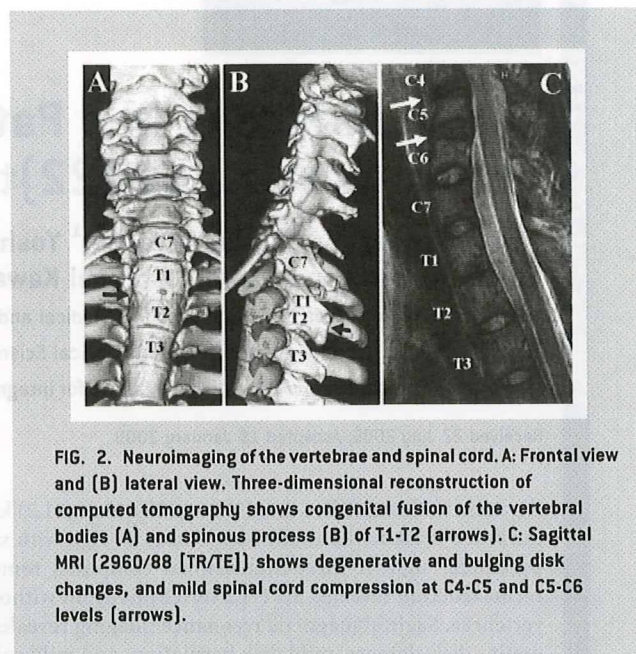 A
B
C
C4
C5
C6
C7
T1
T2
T3
C7
T1
T2
T3
C7
T1
T2
T3
FIG. 2. Neuroimaging of the vertebrae and spinal cord. A: Frontal view
and (B) lateral view. Three-dimensional reconstruction of
computed tomography shows congenital fusion of the vertebral
bodies (A) and spinous process (B) of T1-T2 (arrows). C: Sagittal
MRI (2960/88 [TR/TE]) shows degenerative and bulging disk
changes, and mild spinal cord compression at C4-C5 and C5-C6
levels (arrows).